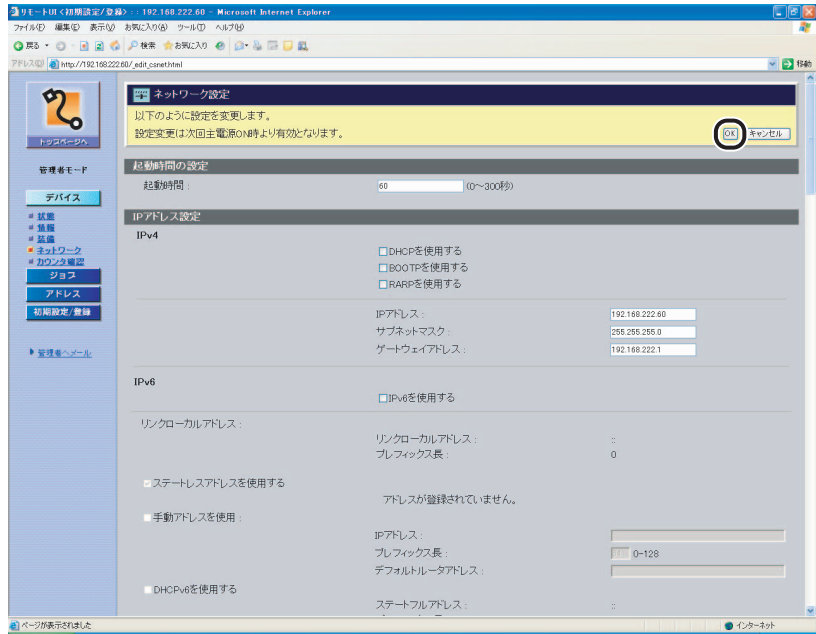 リモートUI <初期設定/登録> : : 192.168.222.60 - Microsoft Internet Explorer
ファイル(F) 編集(E) 表示(V) お気に入り(A) ツール(T) ヘルプ(H)
戻る 検索 お気に入り
アドレス(D) http://192.168.222.60/_edit_csnet.html 移動
トップページへ
管理者モード
デバイス
状態
情報
装備
ネットワーク
カウンタ確認
ジョブ
アドレス
初期設定/登録
管理者へメール
ネットワーク設定
以下のように設定を変更します。
設定変更は次回主電源ON時より有効となります。
OK キャンセル
起動時間の設定
起動時間 : 60 (0~300秒)
IPアドレス設定
IPv4
DHCPを使用する
BOOTPを使用する
RARPを使用する
IPアドレス : 192.168.222.60
サブネットマスク : 255.255.255.0
ゲートウェイアドレス : 192.168.222.1
IPv6
IPv6を使用する
リンクローカルアドレス :
リンクローカルアドレス : ::
プレフィックス長 : 0
ステートレスアドレスを使用する
アドレスが登録されていません。
手動アドレスを使用 :
IPアドレス :
プレフィックス長 : 0-128
デフォルトルータアドレス :
DHCPv6を使用する
ステートフルアドレス : ::
ページが表示されました インターネット